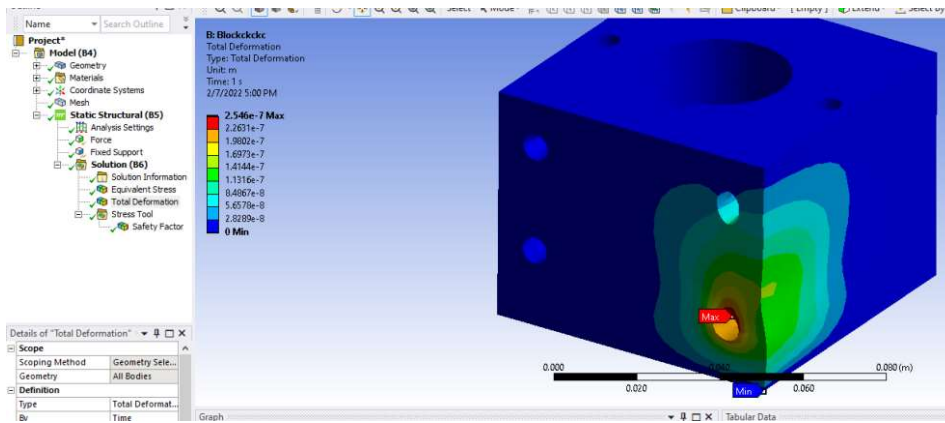 Select
Mode
Clipboard
[ Empty ]
Extend
Select By
Name
Search Outline
Project*
Model (B4)
Geometry
Materials
Coordinate Systems
Mesh
Static Structural (B5)
Analysis Settings
Force
Fixed Support
Solution (B6)
Solution Information
Equivalent Stress
Total Deformation
Stress Tool
Safety Factor
B: Blockckckc
Total Deformation
Type: Total Deformation
Unit: m
Time: 1 s
2/7/2022 5:00 PM
2.546e-7 Max
2.2631e-7
1.9802e-7
1.6973e-7
1.4144e-7
1.1316e-7
8.4867e-8
5.6578e-8
2.8289e-8
0 Min
Max
Min
0.000
0.080 (m)
0.020
0.060
Details of "Total Deformation"
Scope
Scoping Method Geometry Sele...
Geometry All Bodies
Definition
Type Total Deformat...
By Time
Graph
Tabular Data